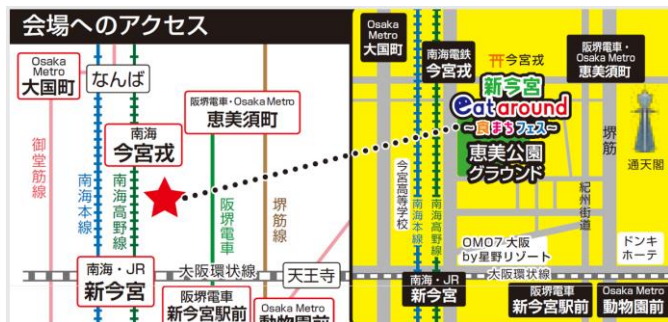 会場へのアクセス
Osaka
Metro
大国町
なんば
南海
今宮戎
阪堺電車・Osaka Metro
恵美須町
御堂筋線
南海本線
南海高野線
阪堺電車
堺筋線
南海・JR
新今宮
大阪環状線
天王寺
阪堺電車
新今宮駅前
Osaka Metro
動物園前
Osaka
Metro
大国町
南海電鉄
今宮戎
今宮戎
阪堺電車・
Osaka Metro
恵美須町
新今宮
eat around
～食まちフェス～
恵美公園
グラウンド
堺筋
通天閣
今宮高等学校
南海本線
南海高野線
紀州街道
OMO7 大阪
by星野リゾート
ドンキ
ホーテ
大阪環状線
南海・JR
新今宮
阪堺電車
新今宮駅前
Osaka Metro
動物園前